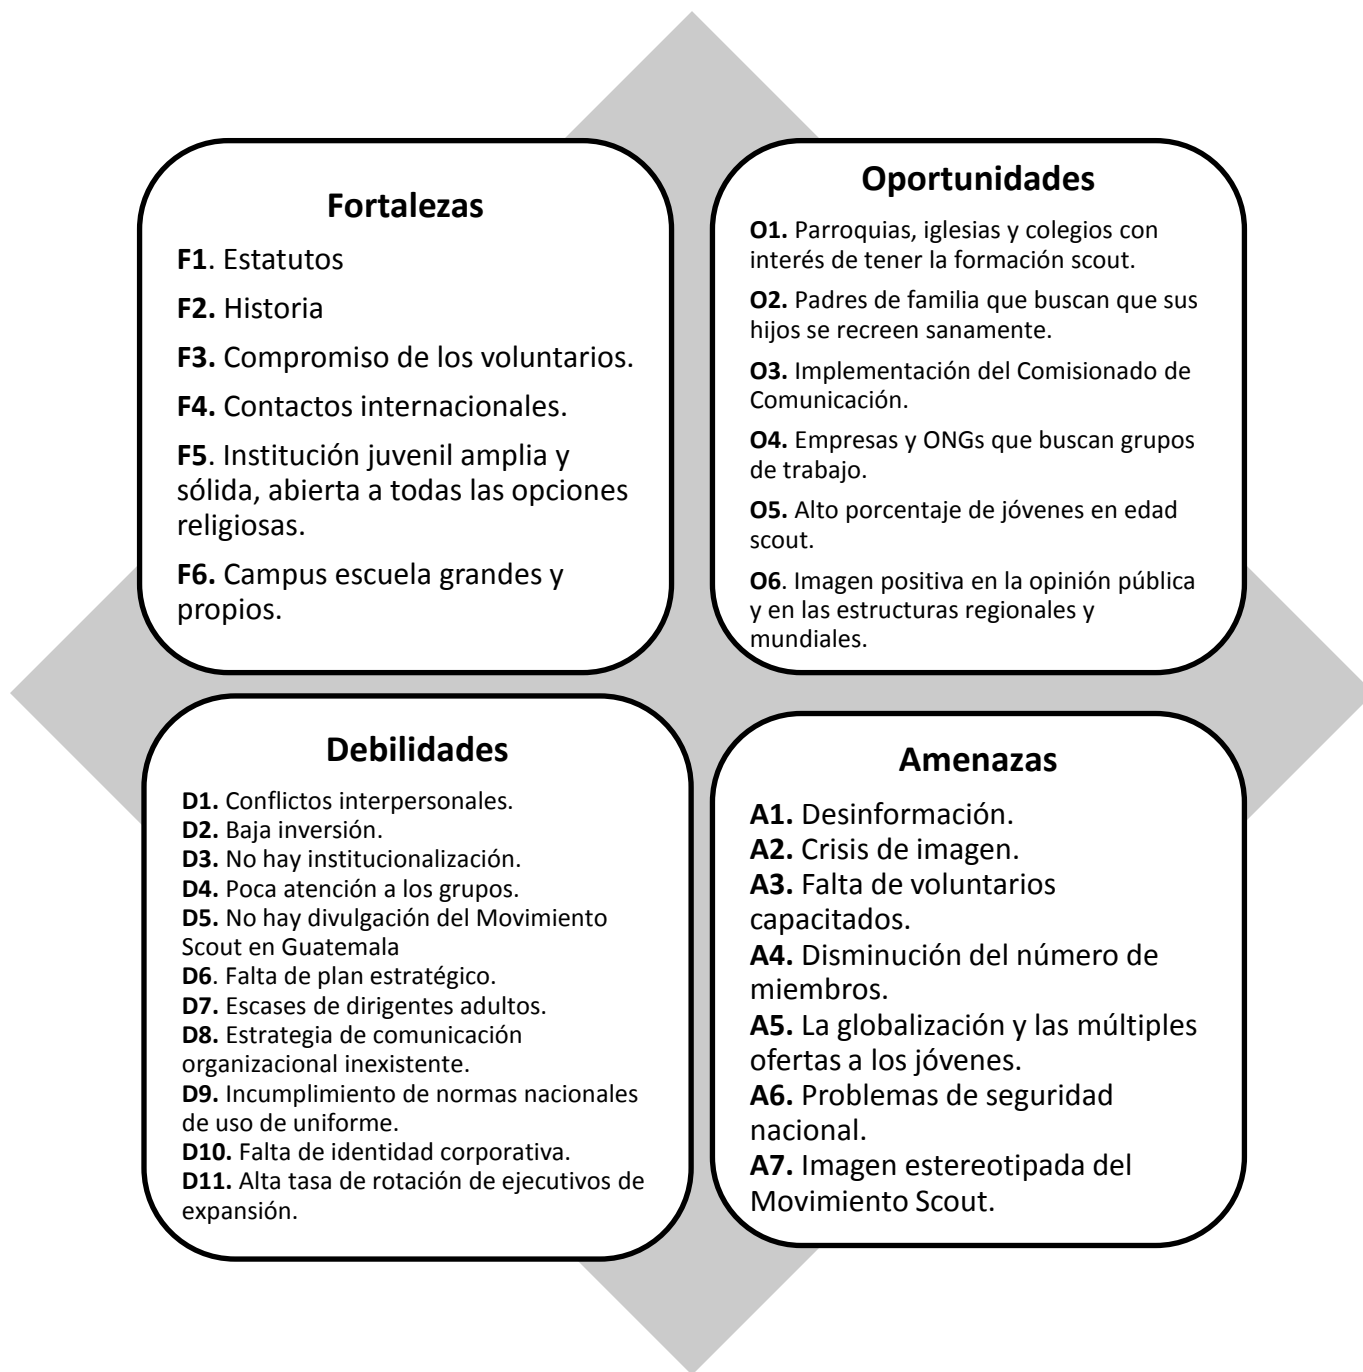 Fortalezas
F1. Estatutos
F2. Historia
F3. Compromiso de los voluntarios.
F4. Contactos internacionales.
F5. Institución juvenil amplia y
sólida, abierta a todas las opciones
religiosas.
F6. Campus escuela grandes y
propios.
Oportunidades
O1. Parroquias, iglesias y colegios con
interés de tener la formación scout.
O2. Padres de familia que buscan que sus
hijos se recreen sanamente.
O3. Implementación del Comisionado de
Comunicación.
O4. Empresas y ONGs que buscan grupos
de trabajo.
O5. Alto porcentaje de jóvenes en edad
scout.
O6. Imagen positiva en la opinión pública
y en las estructuras regionales y
mundiales.
Debilidades
D1. Conflictos interpersonales.
D2. Baja inversión.
D3. No hay institucionalización.
D4. Poca atención a los grupos.
D5. No hay divulgación del Movimiento
Scout en Guatemala
D6. Falta de plan estratégico.
D7. Escases de dirigentes adultos.
D8. Estrategia de comunicación
organizacional inexistente.
D9. Incumplimiento de normas nacionales
de uso de uniforme.
D10. Falta de identidad corporativa.
D11. Alta tasa de rotación de ejecutivos de
expansión.
Amenazas
A1. Desinformación.
A2. Crisis de imagen.
A3. Falta de voluntarios
capacitados.
A4. Disminución del número de
miembros.
A5. La globalización y las múltiples
ofertas a los jóvenes.
A6. Problemas de seguridad
nacional.
A7. Imagen estereotipada del
Movimiento Scout.